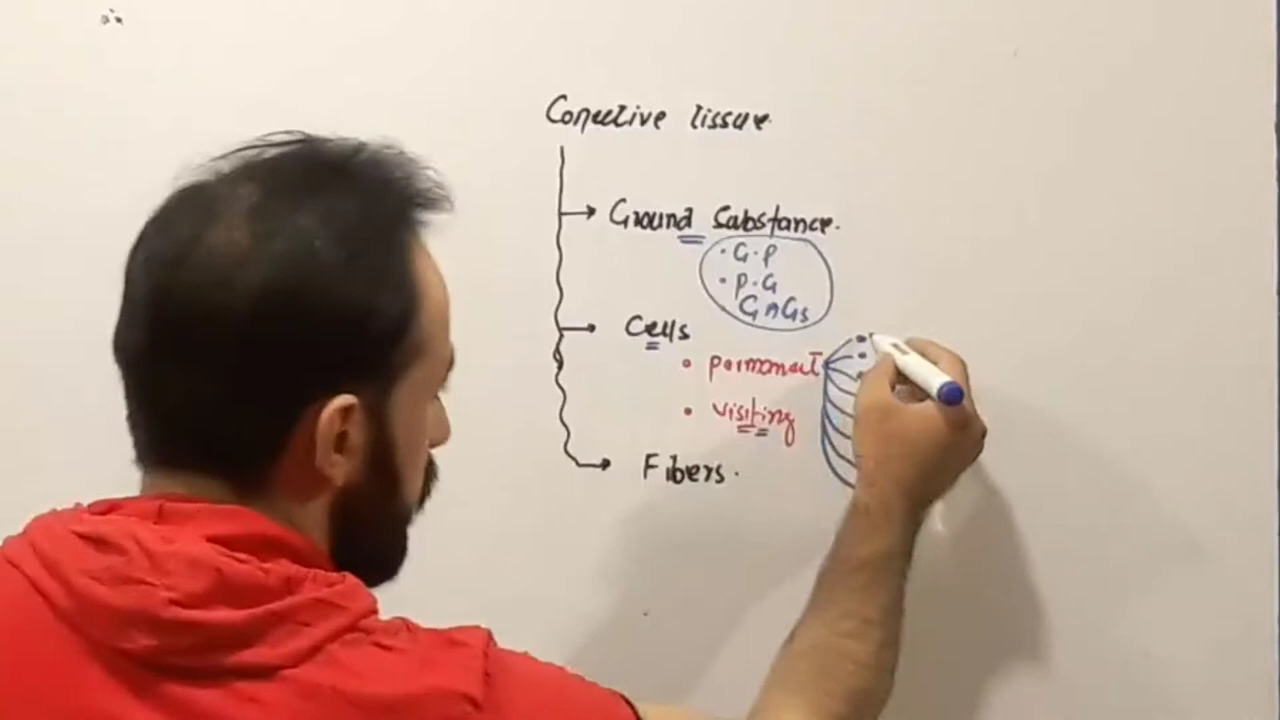 Conective tissue
Ground Substance.
• G.P
• P.G
GAGs
Cells
• permanent
• visiting
Fibers.